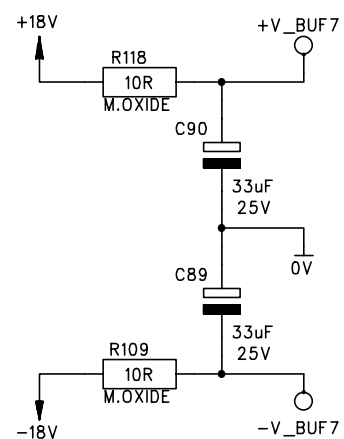 +18V
+V_BUF7
R118
10R
M.OXIDE
C90
33uF
25V
0V
C89
33uF
25V
R109
10R
M.OXIDE
-18V
-V_BUF7